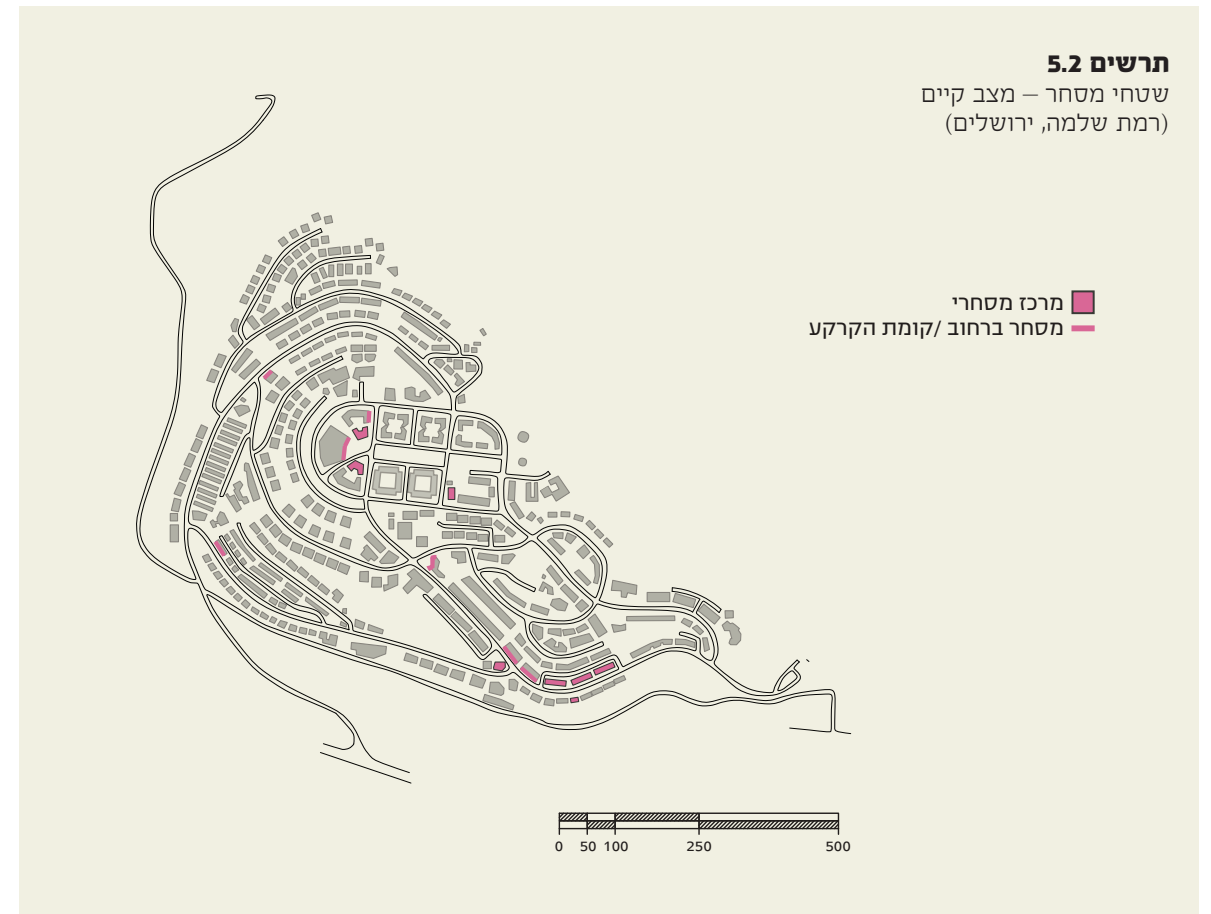 תרשים 5.2
שטחי מסחר – מצב קיים
(רמת שלמה, ירושלים)
מרכז מסחרי
מסחר ברחוב /קומת הקרקע
0 50 100 250 500